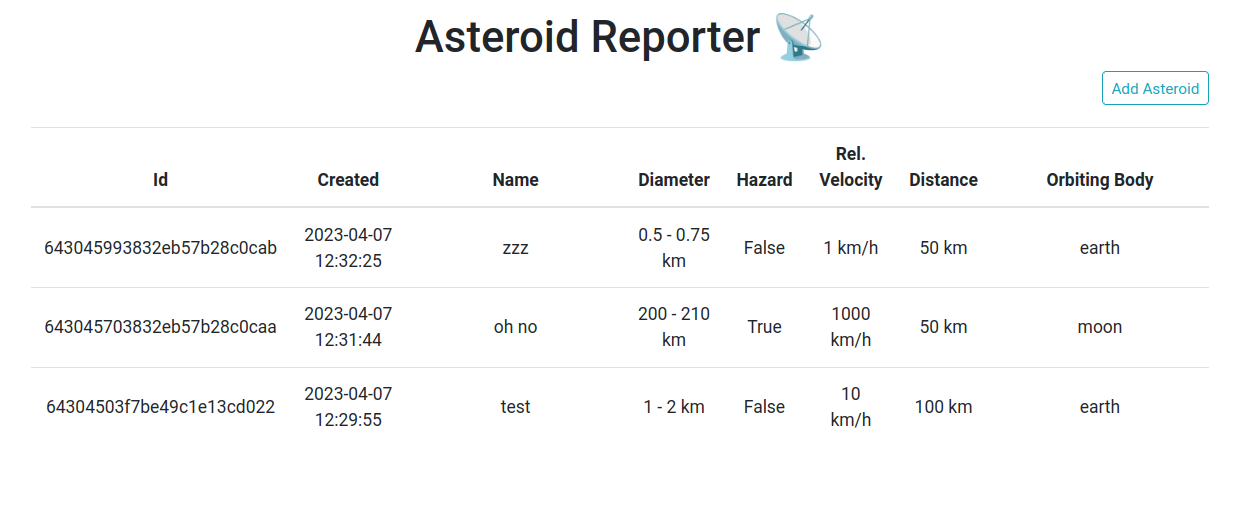 Asteroid Reporter
Add Asteroid
Id Created Name Diameter Hazard Rel. Velocity Distance Orbiting Body
643045993832eb57b28c0cab 2023-04-07 12:32:25 zzz 0.5 - 0.75 km False 1 km/h 50 km earth
643045703832eb57b28c0caa 2023-04-07 12:31:44 oh no 200 - 210 km True 1000 km/h 50 km moon
64304503f7be49c1e13cd022 2023-04-07 12:29:55 test 1 - 2 km False 10 km/h 100 km earth